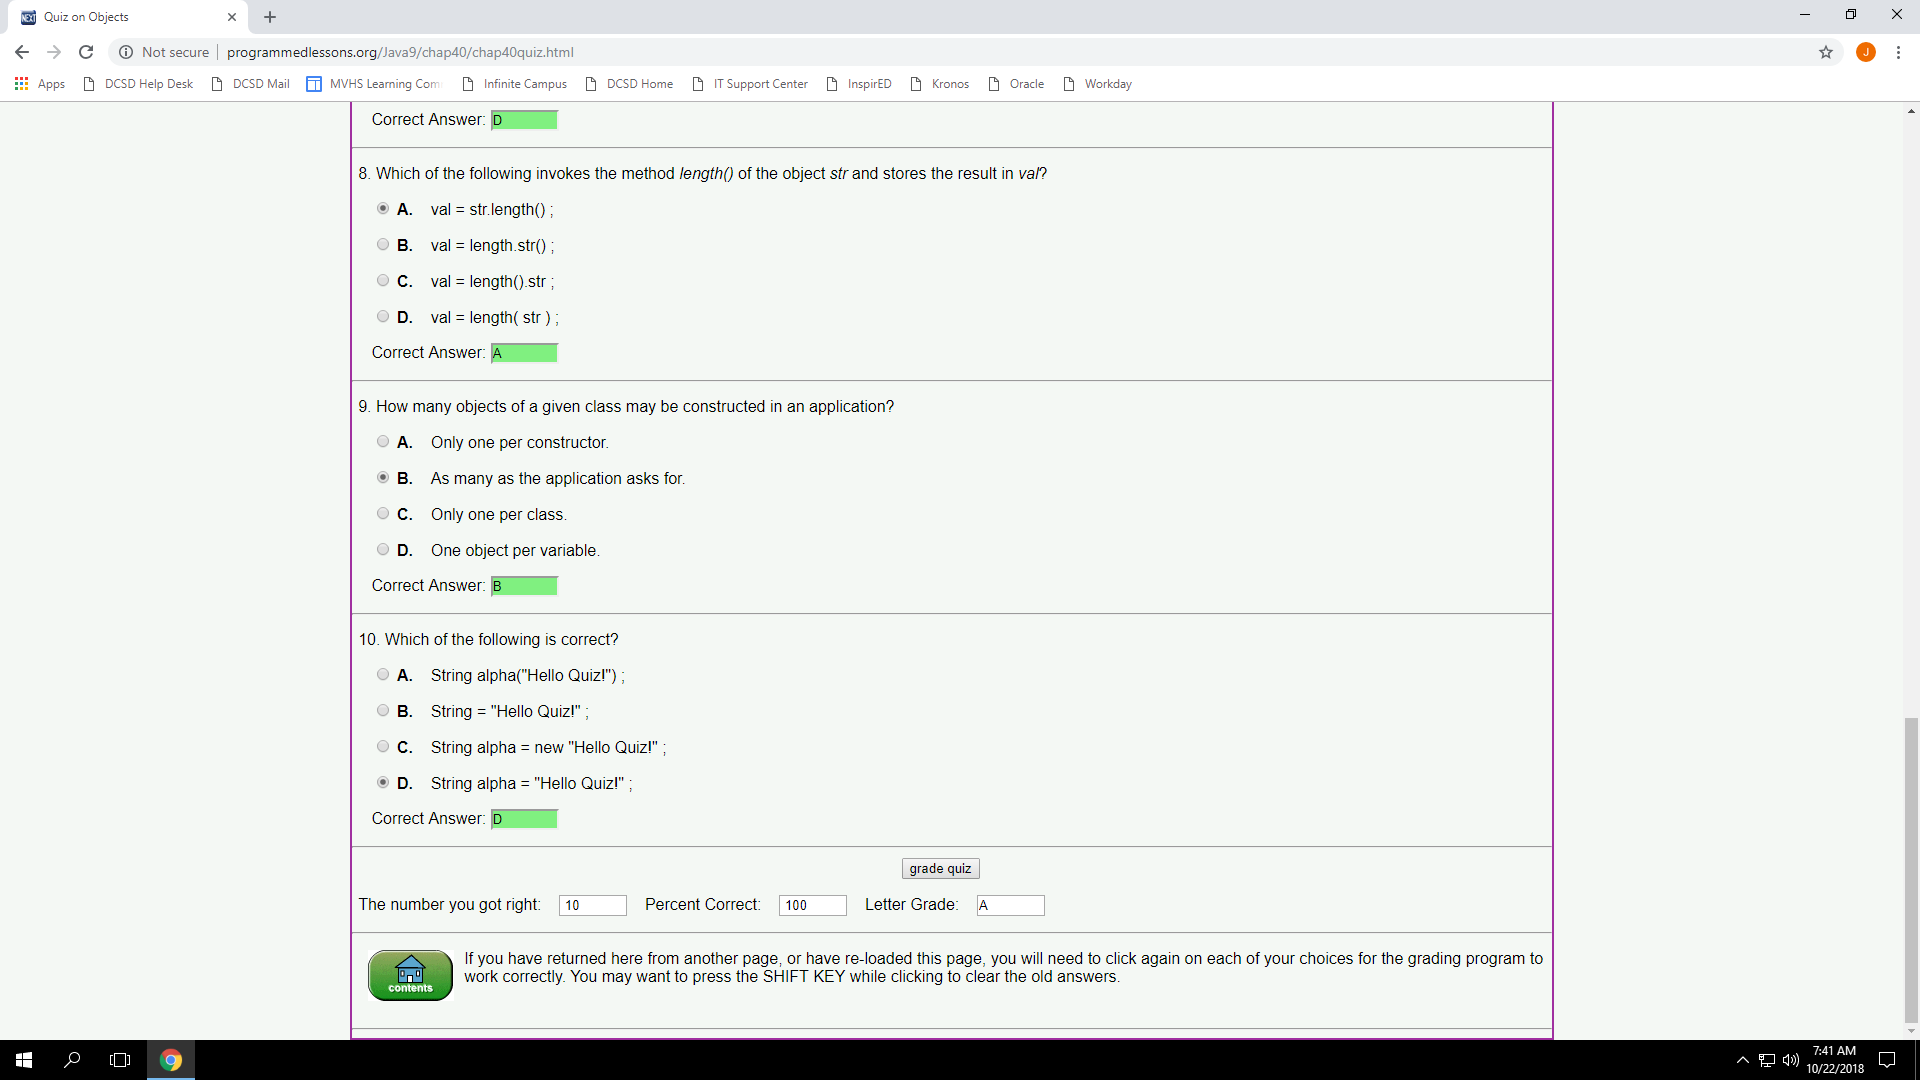 Quiz on Objects
Not secure programmedlessons.org/Java9/chap40/chap40quiz.html
J
Apps DCSD Help Desk DCSD Mail MVHS Learning Com Infinite Campus DCSD Home IT Support Center InspirED Kronos Oracle Workday
Correct Answer: D
8. Which of the following invokes the method length() of the object str and stores the result in val?
A. val = str.length() ;
B. val = length.str() ;
C. val = length().str ;
D. val = length( str ) ;
Correct Answer: A
9. How many objects of a given class may be constructed in an application?
A. Only one per constructor.
B. As many as the application asks for.
C. Only one per class.
D. One object per variable.
Correct Answer: B
10. Which of the following is correct?
A. String alpha("Hello Quiz!") ;
B. String = "Hello Quiz!" ;
C. String alpha = new "Hello Quiz!" ;
D. String alpha = "Hello Quiz!" ;
Correct Answer: D
grade quiz
The number you got right: 10 Percent Correct: 100 Letter Grade: A
If you have returned here from another page, or have re-loaded this page, you will need to click again on each of your choices for the grading program to
work correctly. You may want to press the SHIFT KEY while clicking to clear the old answers.
contents
7:41 AM
10/22/2018